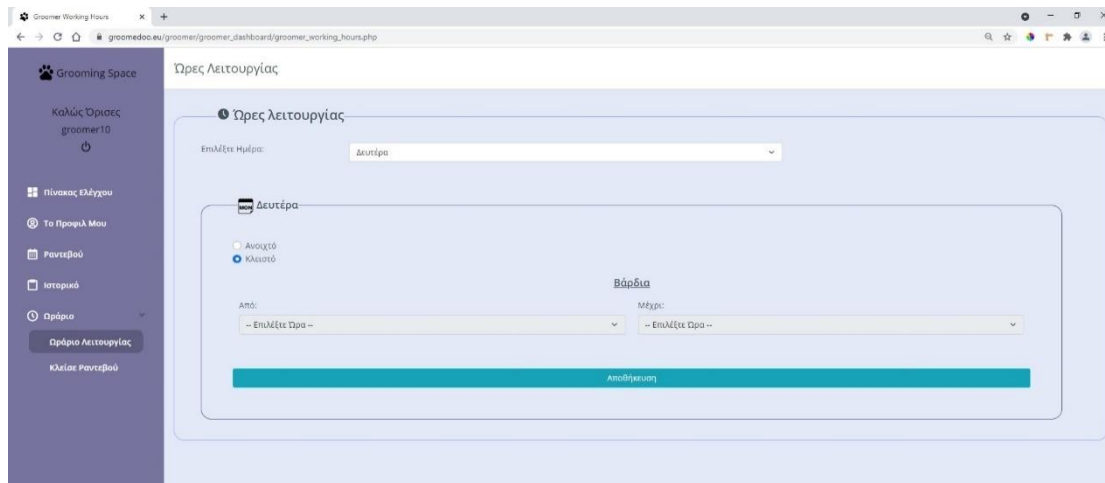 Groomer Working Hours
groomedoo.eu/groomer/groomer_dashboard/groomer_working_hours.php
Grooming Space
Ώρες Λειτουργίας
Καλώς Όρισες
groomer10
Πίνακας Ελέγχου
Το Προφιλ Μου
Ραντεβού
Ιστορικό
Ωράριο
Ωράριο Λειτουργίας
Κλείσε Ραντεβού
Ώρες λειτουργίας
Επιλέξτε Ημέρα:
Δευτέρα
MON Δευτέρα
Ανοιχτό
Κλειστό
Βάρδια
Από:
Μέχρι:
-- Επιλέξτε Ώρα --
-- Επιλέξτε Ώρα --
Αποθήκευση